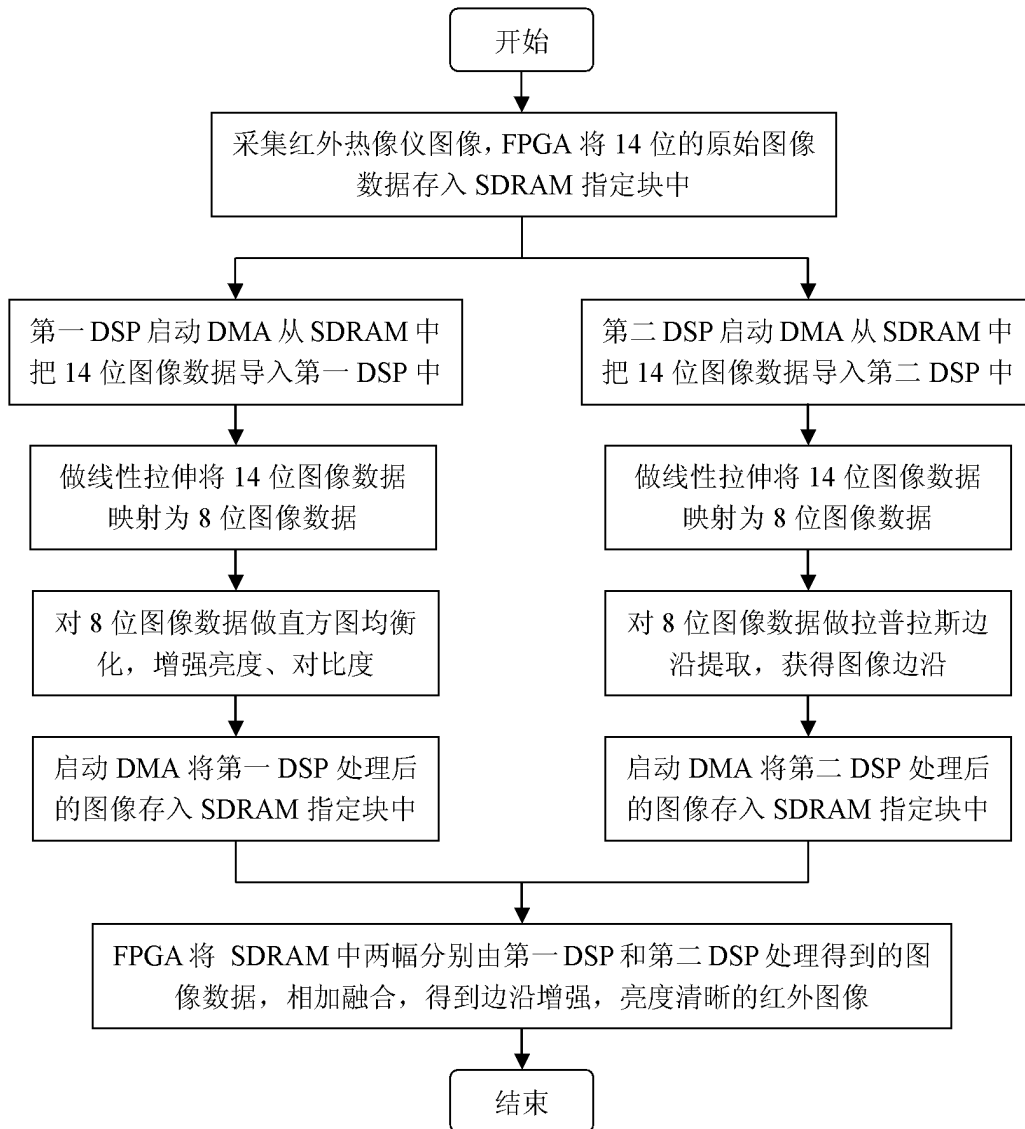 开始
采集红外热像仪图像，FPGA 将 14 位的原始图像
数据存入 SDRAM 指定块中
第一 DSP 启动 DMA 从 SDRAM 中
把 14 位图像数据导入第一 DSP 中
做线性拉伸将 14 位图像数据
映射为 8 位图像数据
对 8 位图像数据做直方图均衡
化，增强亮度、对比度
启动 DMA 将第一 DSP 处理后
的图像存入 SDRAM 指定块中
第二 DSP 启动 DMA 从 SDRAM 中
把 14 位图像数据导入第二 DSP 中
做线性拉伸将 14 位图像数据
映射为 8 位图像数据
对 8 位图像数据做拉普拉斯边
沿提取，获得图像边沿
启动 DMA 将第二 DSP 处理后
的图像存入 SDRAM 指定块中
FPGA 将 SDRAM 中两幅分别由第一 DSP 和第二 DSP 处理得到的图
像数据，相加融合，得到边沿增强，亮度清晰的红外图像
结束